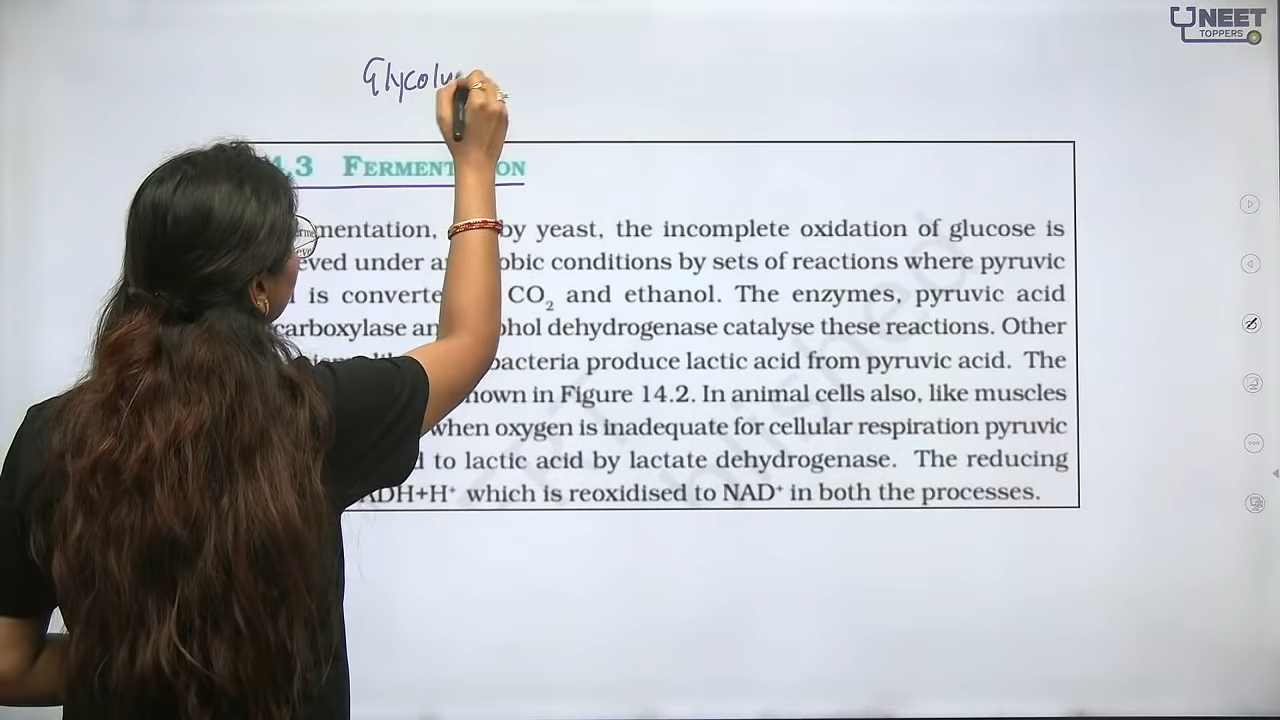 NEET
TOPPERS
Glycoly
4.3 FERMENT ON
mentation, by yeast, the incomplete oxidation of glucose is
eved under a obic conditions by sets of reactions where pyruvic
is converte CO2 and ethanol. The enzymes, pyruvic acid
carboxylase an ohol dehydrogenase catalyse these reactions. Other
bacteria produce lactic acid from pyruvic acid. The
hown in Figure 14.2. In animal cells also, like muscles
when oxygen is inadequate for cellular respiration pyruvic
d to lactic acid by lactate dehydrogenase. The reducing
ADH+H+ which is reoxidised to NAD+ in both the processes.